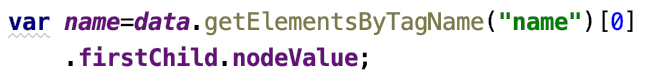 var name=data.getElementsByTagName("name")[0]
.firstChild.nodeValue;